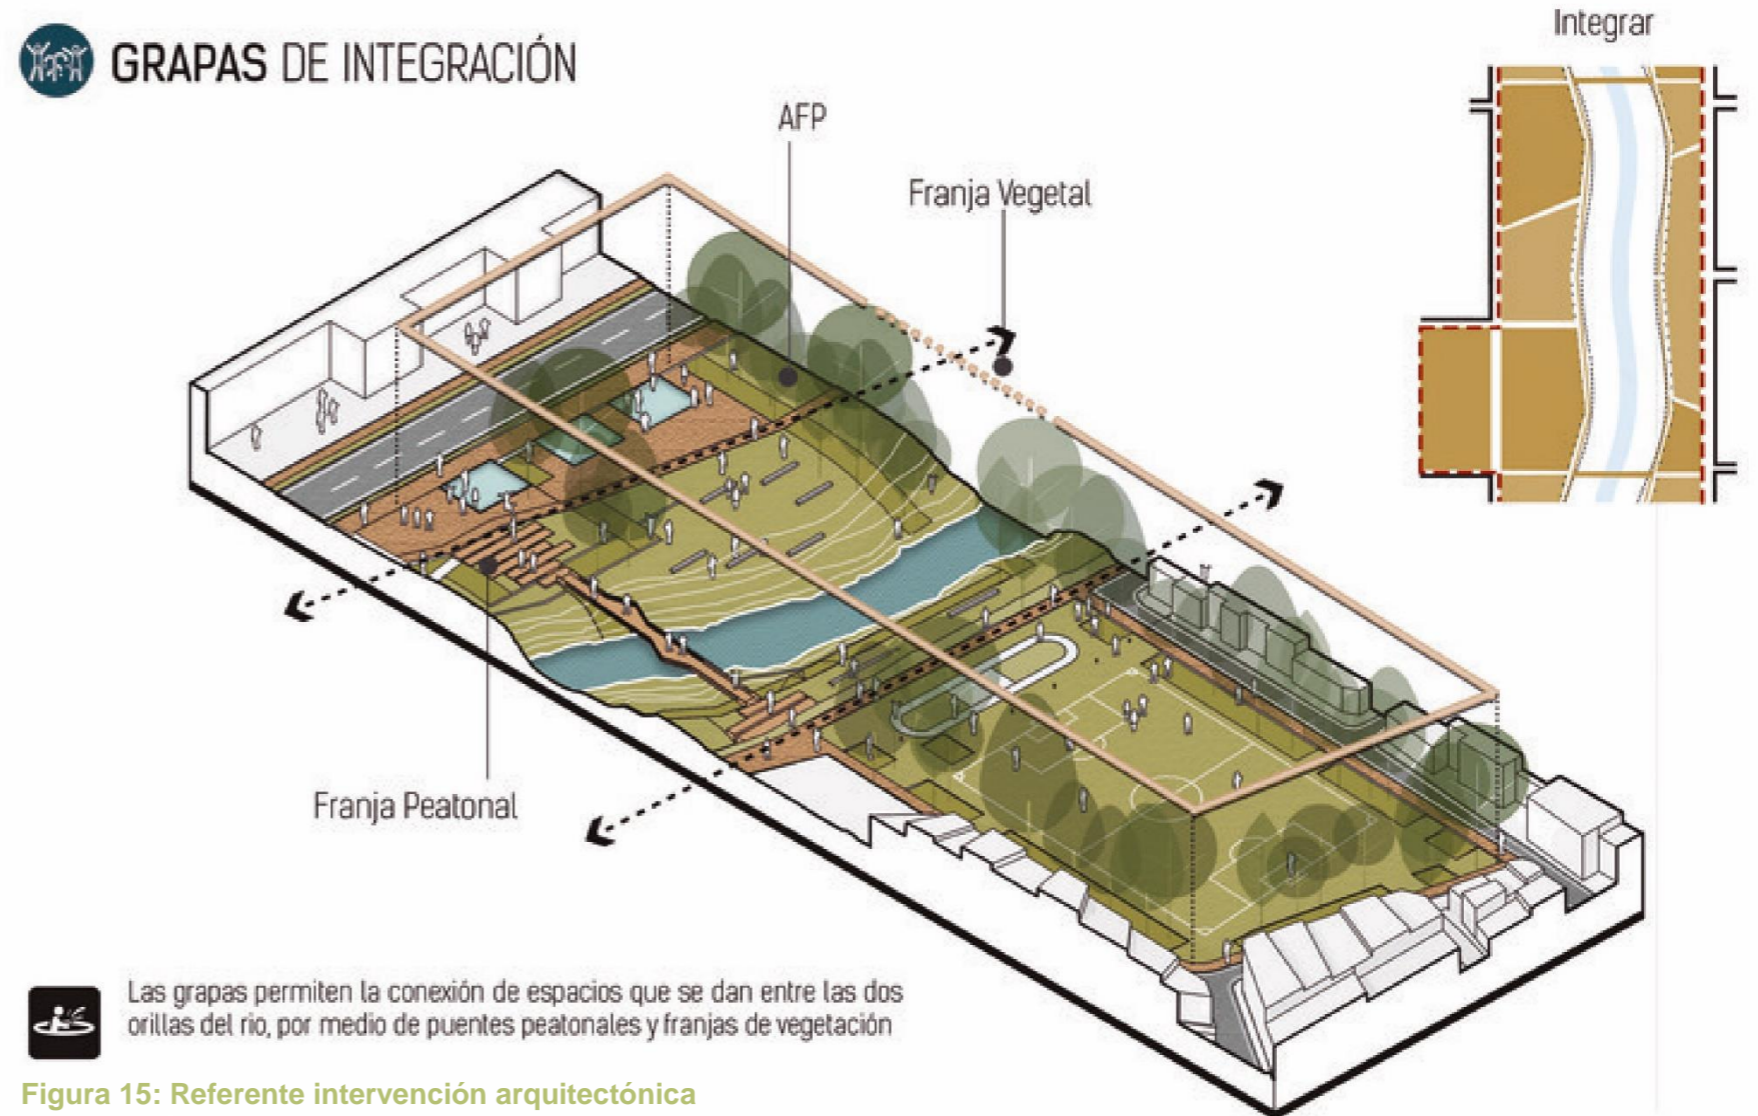 GRAPAS DE INTEGRACIÓN
Integrar
AFP
Franja Vegetal
Franja Peatonal
Las grapas permiten la conexión de espacios que se dan entre las dos
orillas del rio, por medio de puentes peatonales y franjas de vegetación
Figura 15: Referente intervención arquitectónica